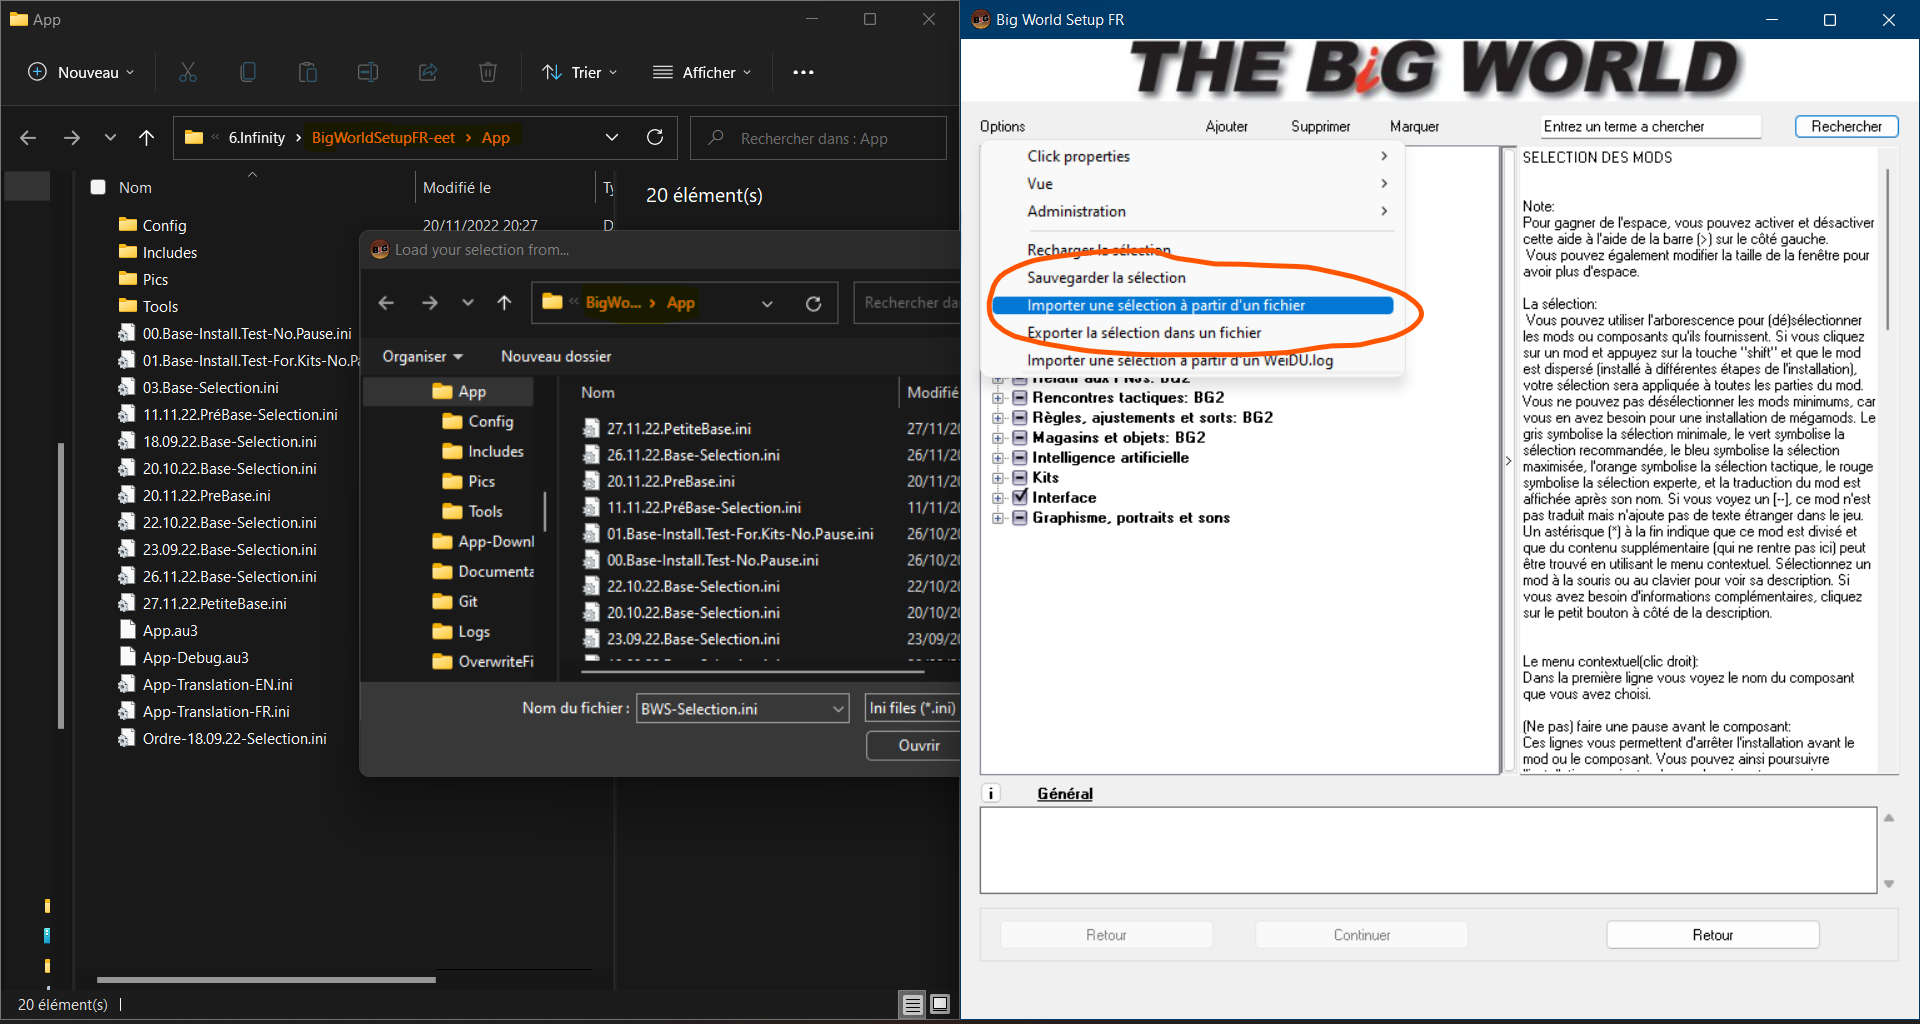 App
Nouveau
Trier
Afficher
6.Infinity > BigWorldSetupFR-eet > App
Rechercher dans : App
Nom
Modifié le
Ty
20 élément(s)
Config
20/11/2022 20:27
D
Includes
Pics
Tools
00.Base-Install.Test-No.Pause.ini
01.Base-Install.Test-For.Kits-No.Pa
03.Base-Selection.ini
11.11.22.PréBase-Selection.ini
18.09.22.Base-Selection.ini
20.10.22.Base-Selection.ini
20.11.22.PreBase.ini
22.10.22.Base-Selection.ini
23.09.22.Base-Selection.ini
26.11.22.Base-Selection.ini
27.11.22.PetiteBase.ini
App.au3
App-Debug.au3
App-Translation-EN.ini
App-Translation-FR.ini
Ordre-18.09.22-Selection.ini
20 élément(s)
Load your selection from...
BigWo... > App
Rechercher da
Organiser
Nouveau dossier
App
Config
Includes
Pics
Tools
App-Downl
Documenta
Git
Logs
OverwriteFi
Nom
Modifié
27.11.22.PetiteBase.ini
27/11/20
26.11.22.Base-Selection.ini
26/11/20
20.11.22.PreBase.ini
20/11/20
11.11.22.PréBase-Selection.ini
11/11/20
01.Base-Install.Test-For.Kits-No.Pause.ini
26/10/20
00.Base-Install.Test-No.Pause.ini
26/10/20
22.10.22.Base-Selection.ini
22/10/20
20.10.22.Base-Selection.ini
20/10/20
23.09.22.Base-Selection.ini
23/09/20
Nom du fichier :
BWS-Selection.ini
Ini files (*.ini)
Ouvrir
Big World Setup FR
THE BiG WORLD
Options
Ajouter
Supprimer
Marquer
Entrez un terme a chercher
Rechercher
Click properties
Vue
Administration
Recharger la sélection
Sauvegarder la sélection
Importer une sélection à partir d'un fichier
Exporter la sélection dans un fichier
Importer une sélection à partir d'un WeiDU.log
Relatif aux PNJs: BG2
Rencontres tactiques: BG2
Règles, ajustements et sorts: BG2
Magasins et objets: BG2
Intelligence artificielle
Kits
Interface
Graphisme, portraits et sons
SELECTION DES MODS
Note:
Pour gagner de l'espace, vous pouvez activer et désactiver
cette aide à l'aide de la barre (>) sur le côté gauche.
Vous pouvez également modifier la taille de la fenêtre pour
avoir plus d'espace.
La sélection:
Vous pouvez utiliser l'arborescence pour (dé)sélectionner
les mods ou composants qu'ils fournissent. Si vous cliquez
sur un mod et appuyez sur la touche "shift" et que le mod
est dispersé (installé à différentes étapes de l'installation),
votre sélection sera appliquée à toutes les parties du mod.
Vous ne pouvez pas désélectionner les mods minimums, car
vous en avez besoin pour une installation de mégamods. Le
gris symbolise la sélection minimale, le vert symbolise la
sélection recommandée, le bleu symbolise la sélection
maximisée, l'orange symbolise la sélection tactique, le rouge
symbolise la sélection experte, et la traduction du mod est
affichée après son nom. Si vous voyez un [--], ce mod n'est
pas traduit mais n'ajoute pas de texte étranger dans le jeu.
Un astérisque (*) à la fin indique que ce mod est divisé et
que du contenu supplémentaire (qui ne rentre pas ici) peut
être trouvé en utilisant le menu contextuel. Sélectionnez un
mod à la souris ou au clavier pour voir sa description. Si
vous avez besoin d'informations complémentaires, cliquez
sur le petit bouton à côté de la description.
Le menu contextuel(clic droit):
Dans la première ligne vous voyez le nom du composant
que vous avez choisi.
(Ne pas) faire une pause avant le composant:
Ces lignes vous permettent d'arrêter l'installation avant le
mod ou le composant. Vous pouvez ainsi poursuivre
i
Général
Retour
Continuer
Retour